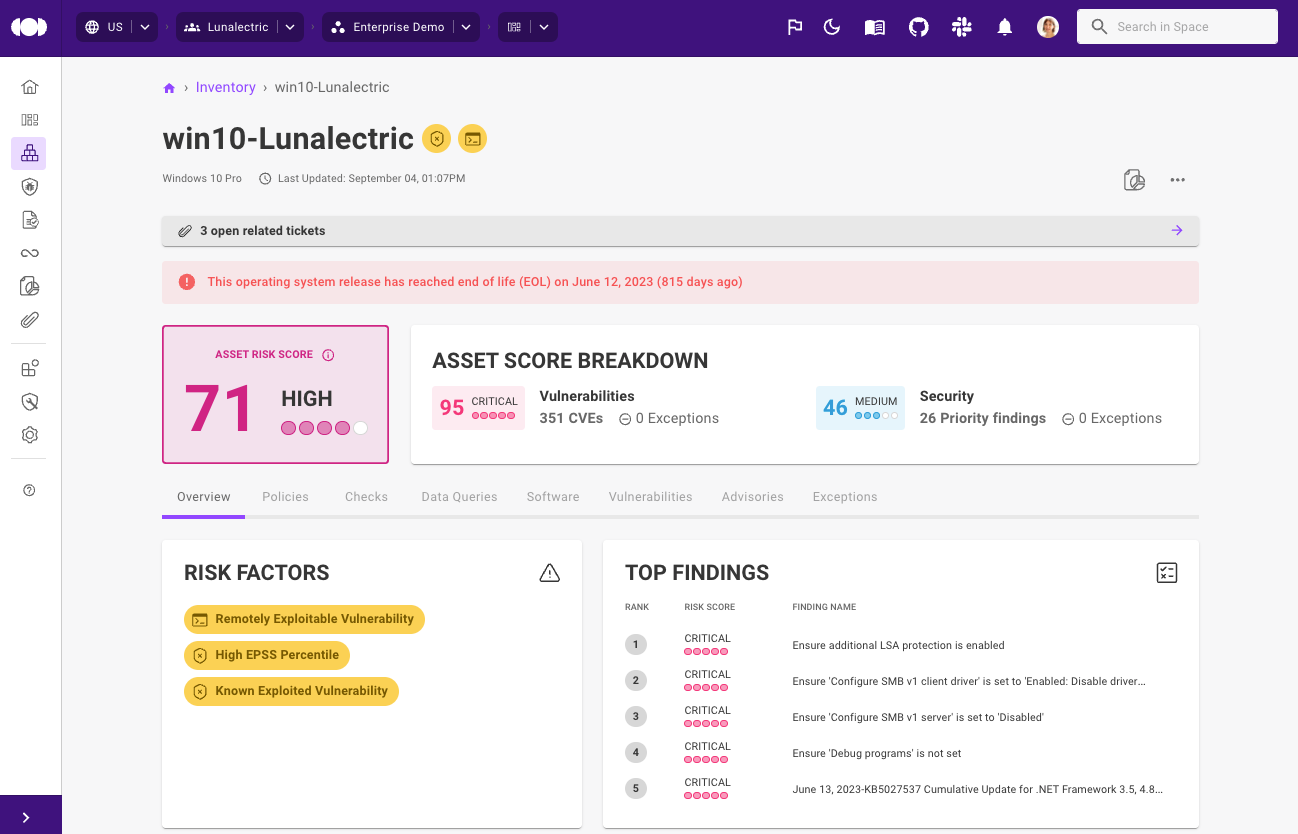 US
Lunalectric
Enterprise Demo
Search in Space
› Inventory › win10-Lunalectric
win10-Lunalectric
Windows 10 Pro
Last Updated: September 04, 01:07PM
3 open related tickets
This operating system release has reached end of life (EOL) on June 12, 2023 (815 days ago)
ASSET RISK SCORE
71 HIGH
ASSET SCORE BREAKDOWN
95 CRITICAL
Vulnerabilities
351 CVEs
0 Exceptions
46 MEDIUM
Security
26 Priority findings
0 Exceptions
Overview
Policies
Checks
Data Queries
Software
Vulnerabilities
Advisories
Exceptions
RISK FACTORS
Remotely Exploitable Vulnerability
High EPSS Percentile
Known Exploited Vulnerability
TOP FINDINGS
RANK RISK SCORE FINDING NAME
1 CRITICAL Ensure additional LSA protection is enabled
2 CRITICAL Ensure 'Configure SMB v1 client driver' is set to 'Enabled: Disable driver...
3 CRITICAL Ensure 'Configure SMB v1 server' is set to 'Disabled'
4 CRITICAL Ensure 'Debug programs' is not set
5 CRITICAL June 13, 2023-KB5027537 Cumulative Update for .NET Framework 3.5, 4.8...